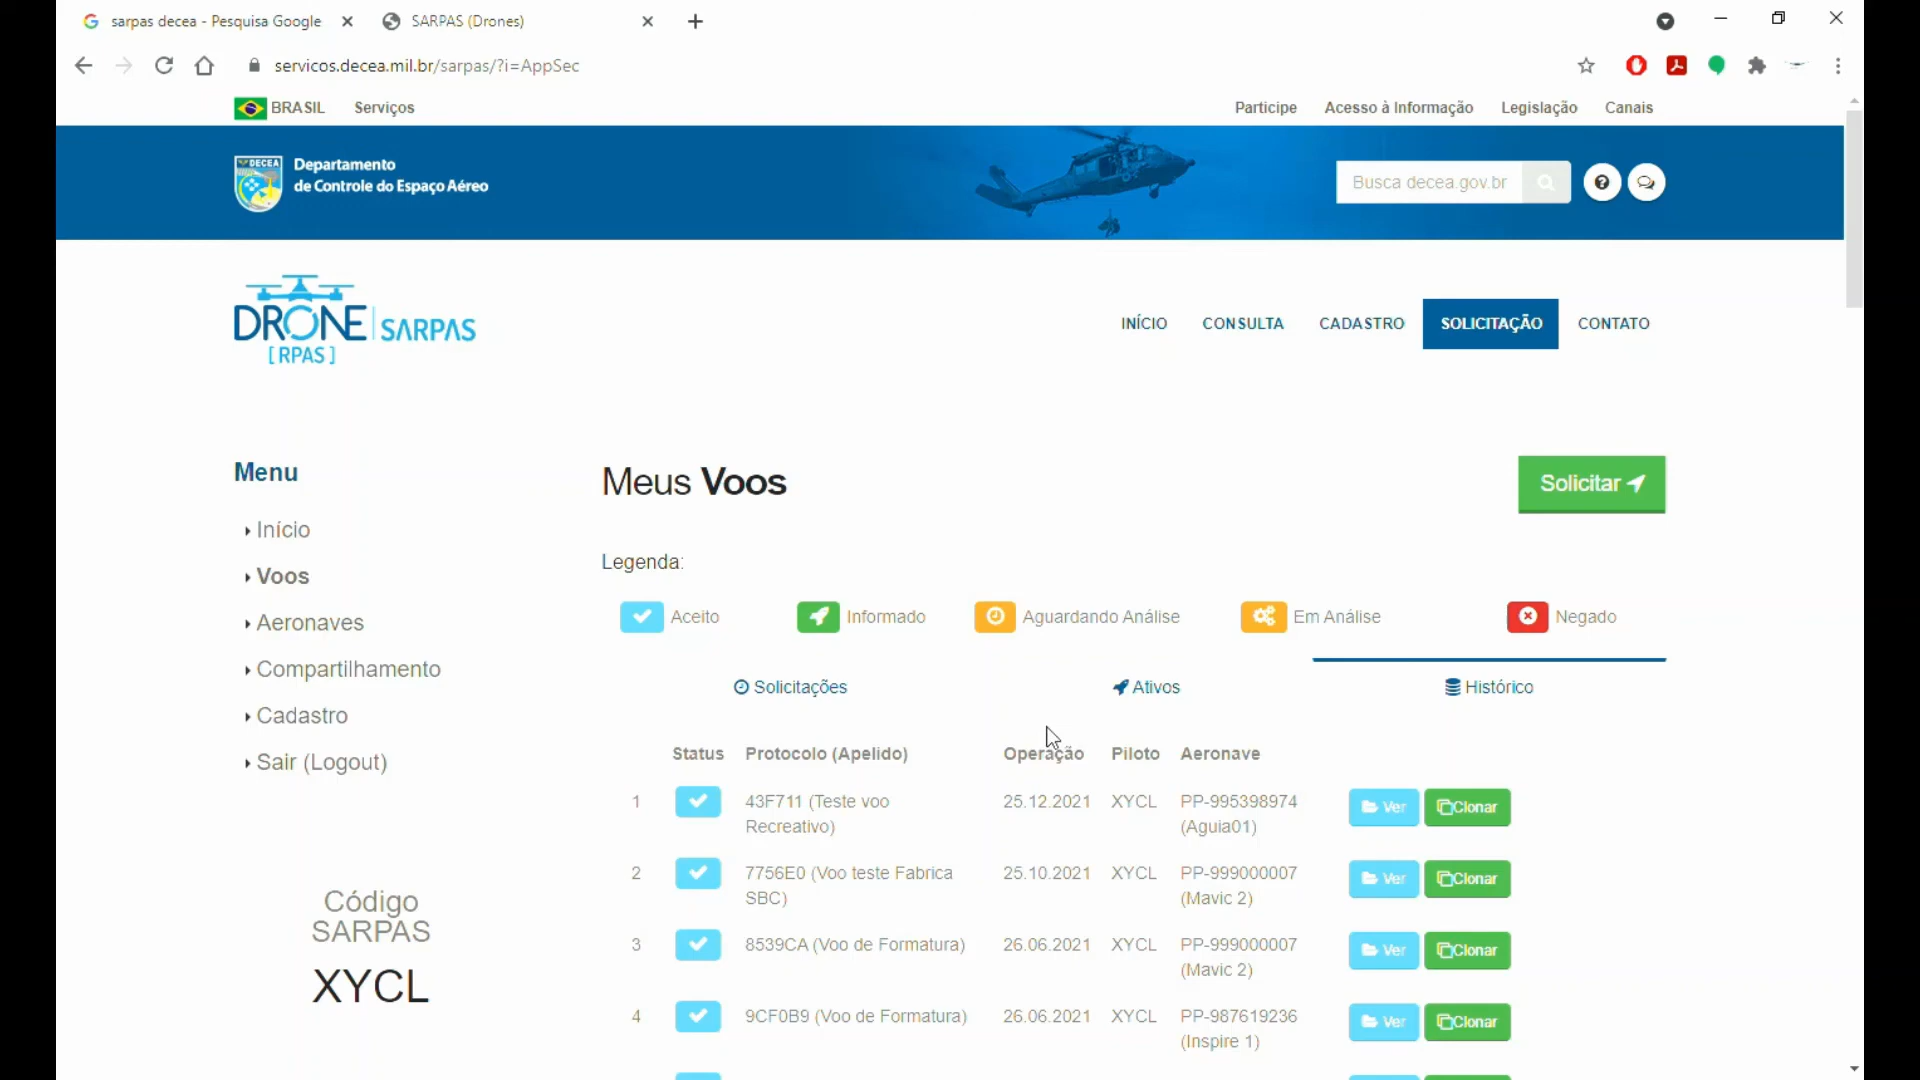 sarpas decea - Pesquisa Google
SARPAS (Drones)
servicos.decea.mil.br/sarpas/?i=AppSec
BRASIL Serviços Participe Acesso à Informação Legislação Canais
DECEA
Departamento
de Controle do Espaço Aéreo
Busca decea.gov.br
DRONE SARPAS
[RPAS]
INÍCIO CONSULTA CADASTRO SOLICITAÇÃO CONTATO
Menu
Início
Voos
Aeronaves
Compartilhamento
Cadastro
Sair (Logout)
Código
SARPAS
XYCL
Meus Voos
Solicitar
Legenda:
Aceito Informado Aguardando Análise Em Análise Negado
Solicitações Ativos Histórico
Status Protocolo (Apelido) Operação Piloto Aeronave
1 43F711 (Teste voo 25.12.2021 XYCL PP-995398974 Ver Clonar
Recreativo) (Aguia01)
2 7756E0 (Voo teste Fabrica 25.10.2021 XYCL PP-999000007 Ver Clonar
SBC) (Mavic 2)
3 8539CA (Voo de Formatura) 26.06.2021 XYCL PP-999000007 Ver Clonar
(Mavic 2)
4 9CF0B9 (Voo de Formatura) 26.06.2021 XYCL PP-987619236 Ver Clonar
(Inspire 1)